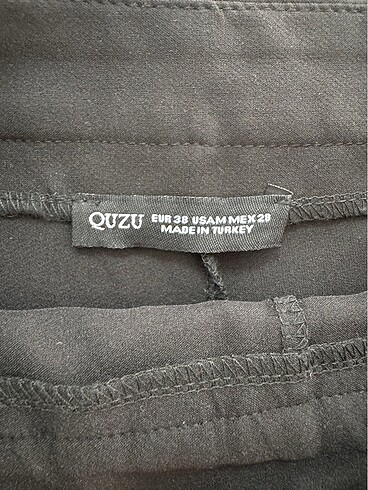 QUZU EUR 38 USA M MEX 28
MADE IN TURKEY